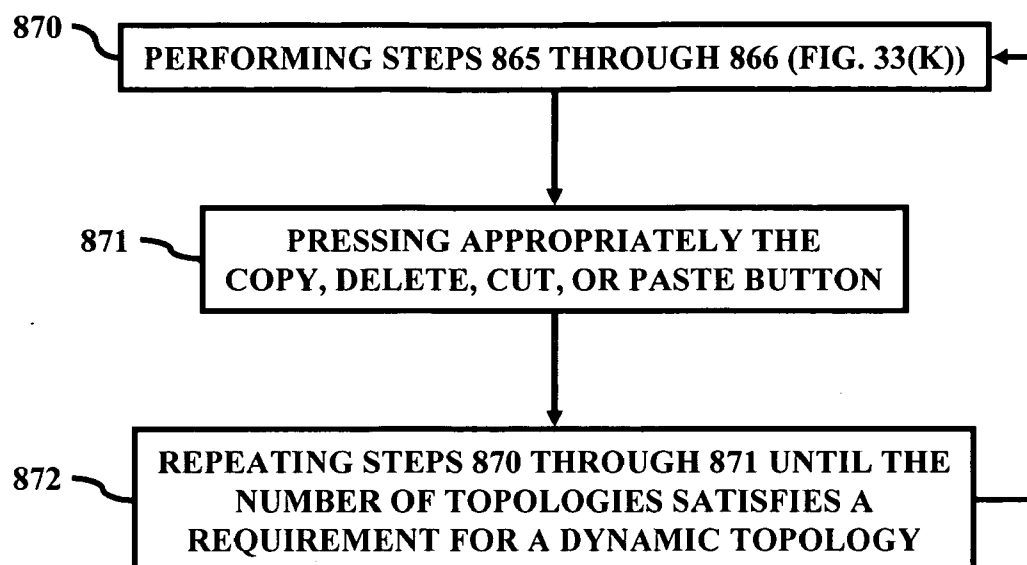 870
PERFORMING STEPS 865 THROUGH 866 (FIG. 33(K))
871
PRESSING APPROPRIATELY THE
COPY, DELETE, CUT, OR PASTE BUTTON
872
REPEATING STEPS 870 THROUGH 871 UNTIL THE
NUMBER OF TOPOLOGIES SATISFIES A
REQUIREMENT FOR A DYNAMIC TOPOLOGY